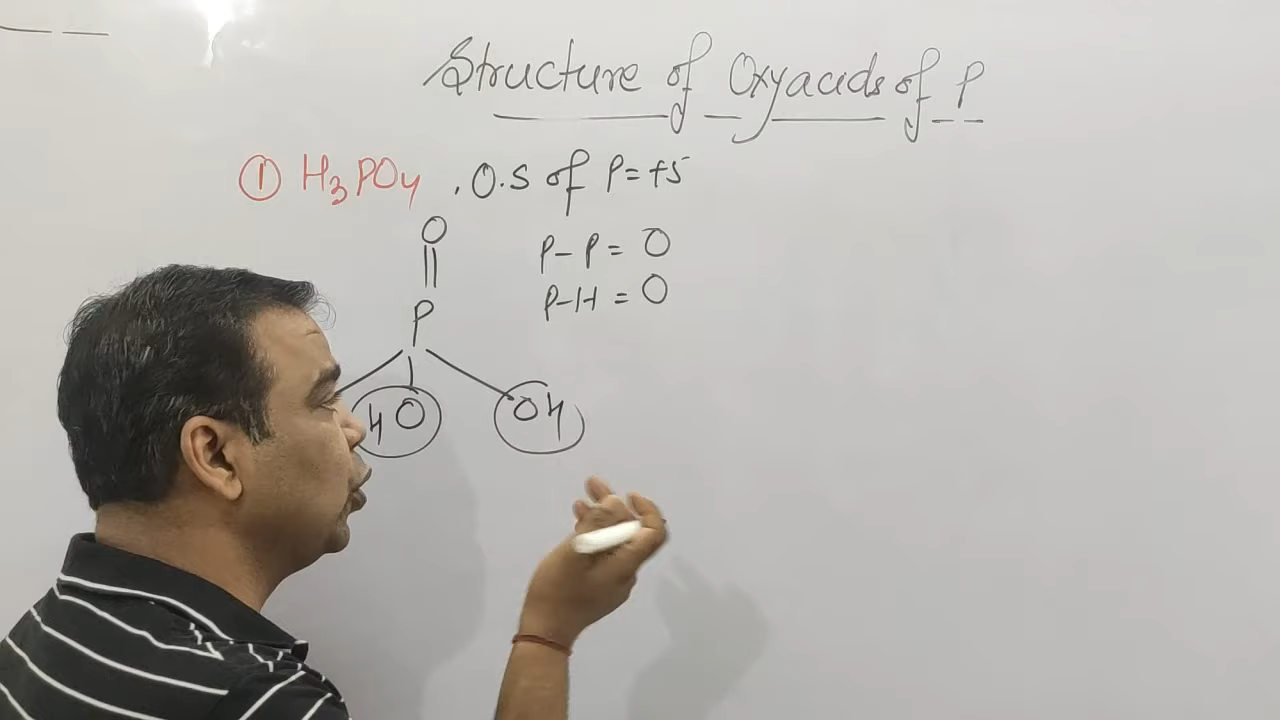 Structure of Oxyacids of P
① H3PO4 , O.S of P = +5
O
P - P = 0
P - H = 0
P
HO OH